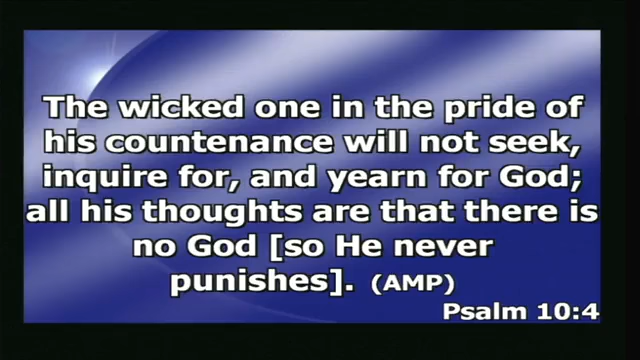 The wicked one in the pride of
his countenance will not seek,
inquire for, and yearn for God;
all his thoughts are that there is
no God [so He never
punishes]. (AMP)
Psalm 10:4